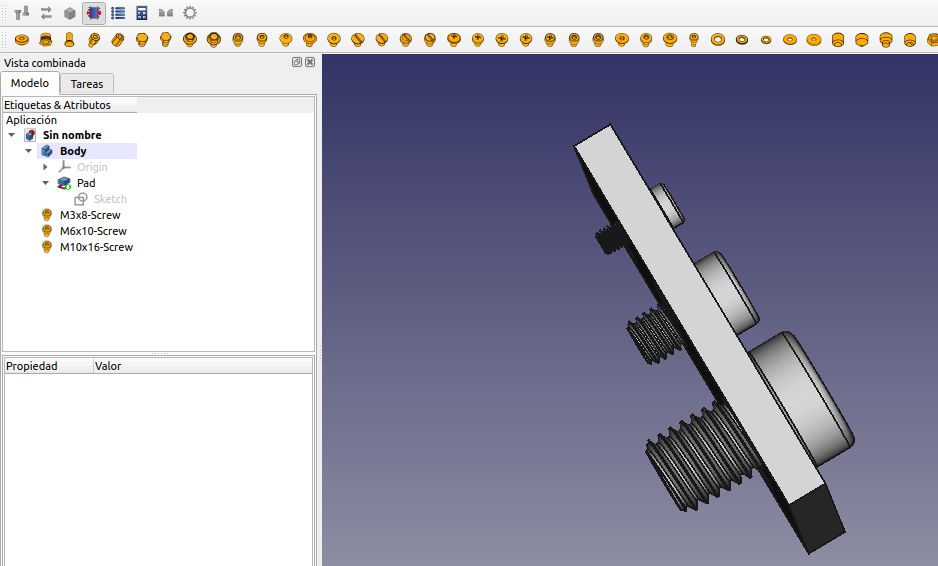 Vista combinada
Modelo
Tareas
Etiquetas & Atributos
Aplicación
Sin nombre
Body
Origin
Pad
Sketch
M3x8-Screw
M6x10-Screw
M10x16-Screw
Propiedad
Valor